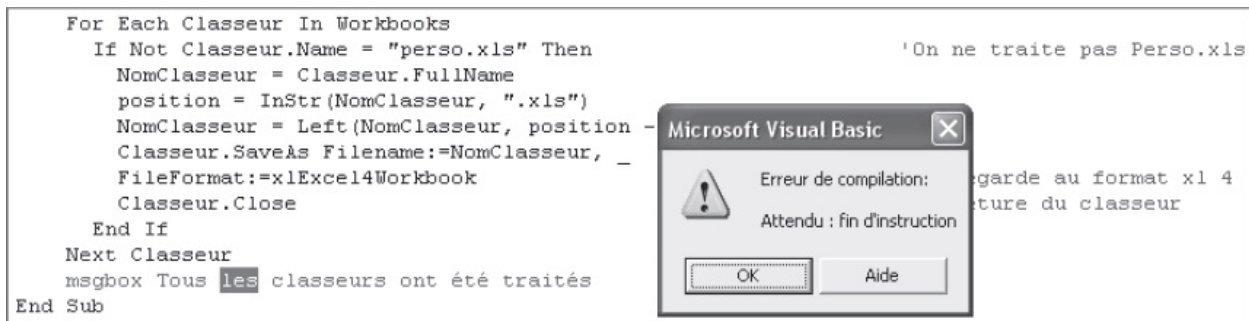 For Each Classeur In Workbooks
If Not Classeur.Name = "perso.xls" Then 'On ne traite pas Perso.xls
NomClasseur = Classeur.FullName
position = InStr(NomClasseur, ".xls")
NomClasseur = Left(NomClasseur, position -
Classeur.SaveAs Filename:=NomClasseur, _
FileFormat:=xlExcel4Workbook egarde au format xl 4
Classeur.Close ture du classeur
End If
Next Classeur
msgbox Tous les classeurs ont été traités
End Sub
Microsoft Visual Basic
Erreur de compilation:
Attendu : fin d'instruction
OK Aide